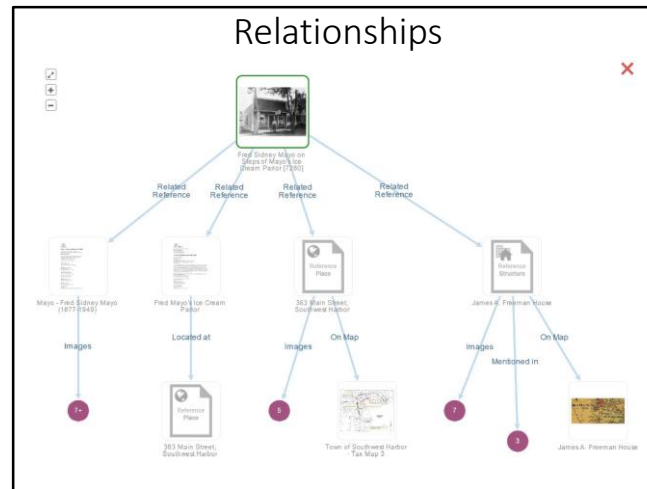 Relationships
Fred Sidney Mayo on
Steps of Mayo's Ice
Cream Parlor [7280]
Related
Reference
Related
Reference
Related
Reference
Related
Reference
Reference
Place
Reference
Structure
Mayo - Fred Sidney Mayo
(1877-1949)
Fred Mayo's Ice Cream
Parlor
363 Main Street,
Southwest Harbor
James A. Freeman House
Images
Located at
Images
On Map
Images
Mentioned in
On Map
7+
Reference
Place
5
7
3
363 Main Street,
Southwest Harbor
Town of Southwest Harbor
- Tax Map 3
James A. Freeman House